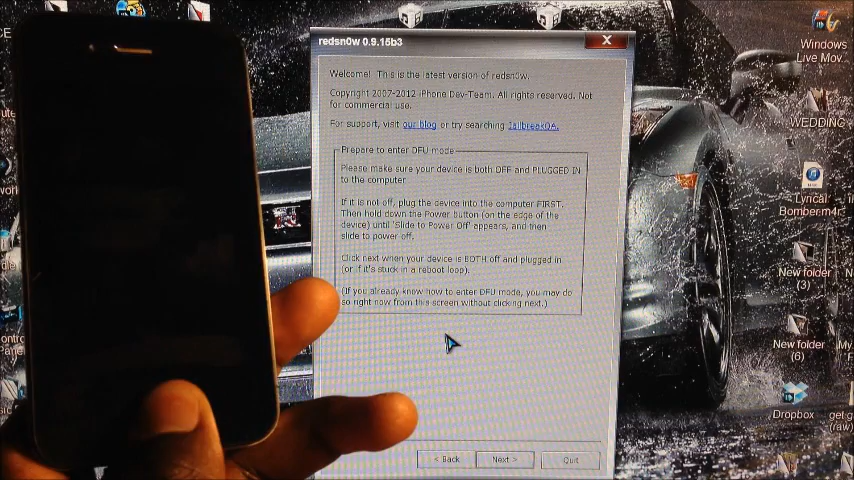 redsn0w 0.9.15b3
Welcome! This is the latest version of redsn0w.
Copyright 2007-2012 iPhone Dev-Team. All rights reserved. Not
for commercial use.
For support, visit our blog or try searching JailbreakQA.
Prepare to enter DFU mode
Please make sure your device is both OFF and PLUGGED IN
to the computer
If it is not off, plug the device into the computer FIRST.
Then hold down the Power button (on the edge of the
device) until 'Slide to Power Off' appears, and then
slide to power off.
Click next when your device is BOTH off and plugged in
(or if it's stuck in a reboot loop).
(If you already know how to enter DFU mode, you may do
so right now from this screen without clicking next.)
< Back
Next >
Quit
Windows
Live Mov...
WEDDING
Lyrical
Bomber.m4r
New folder
(3)
New folder
(6)
My
Dropbox
get.g
(raw)